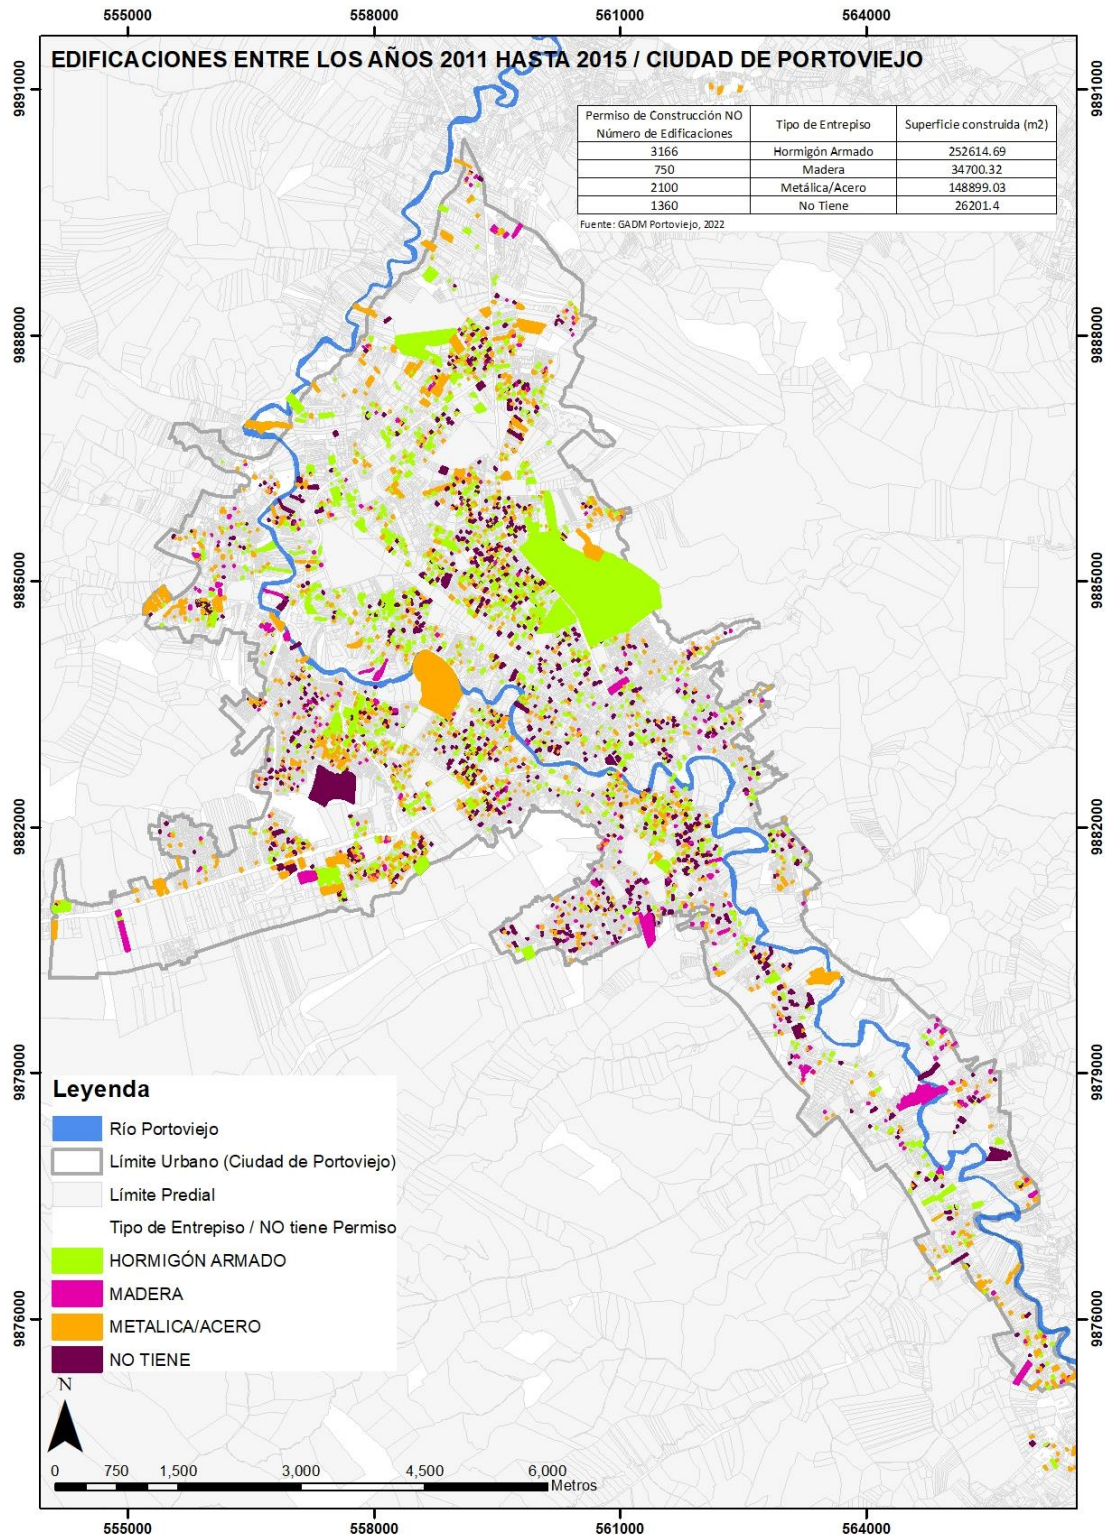 555000 558000 561000 564000
EDIFICACIONES ENTRE LOS AÑOS 2011 HASTA 2015 / CIUDAD DE PORTOVIEJO
9891000 9891000
Permiso de Construcción NO
Número de Edificaciones
Tipo de Entrepiso
Superficie construida (m2)
3166 Hormigón Armado 252614.69
750 Madera 34700.32
2100 Metálica/Acero 148899.03
1360 No Tiene 26201.4
Fuente: GADM Portoviejo, 2022
9888000 9888000
9885000 9885000
9882000 9882000
9879000 9879000
Leyenda
Río Portoviejo
Límite Urbano (Ciudad de Portoviejo)
Límite Predial
Tipo de Entrepiso / NO tiene Permiso
HORMIGÓN ARMADO
MADERA
METALICA/ACERO
NO TIENE
9876000 9876000
N
0 750 1,500 3,000 4,500 6,000
Metros
555000 558000 561000 564000